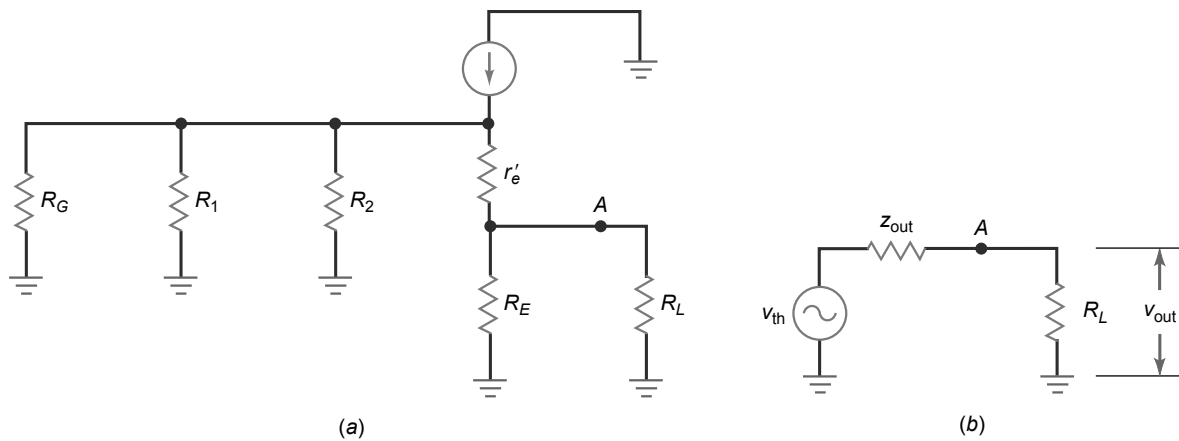 R_G
R_1
R_2
r'_e
A
R_E
R_L
(a)
v_th
z_out
A
R_L
v_out
(b)